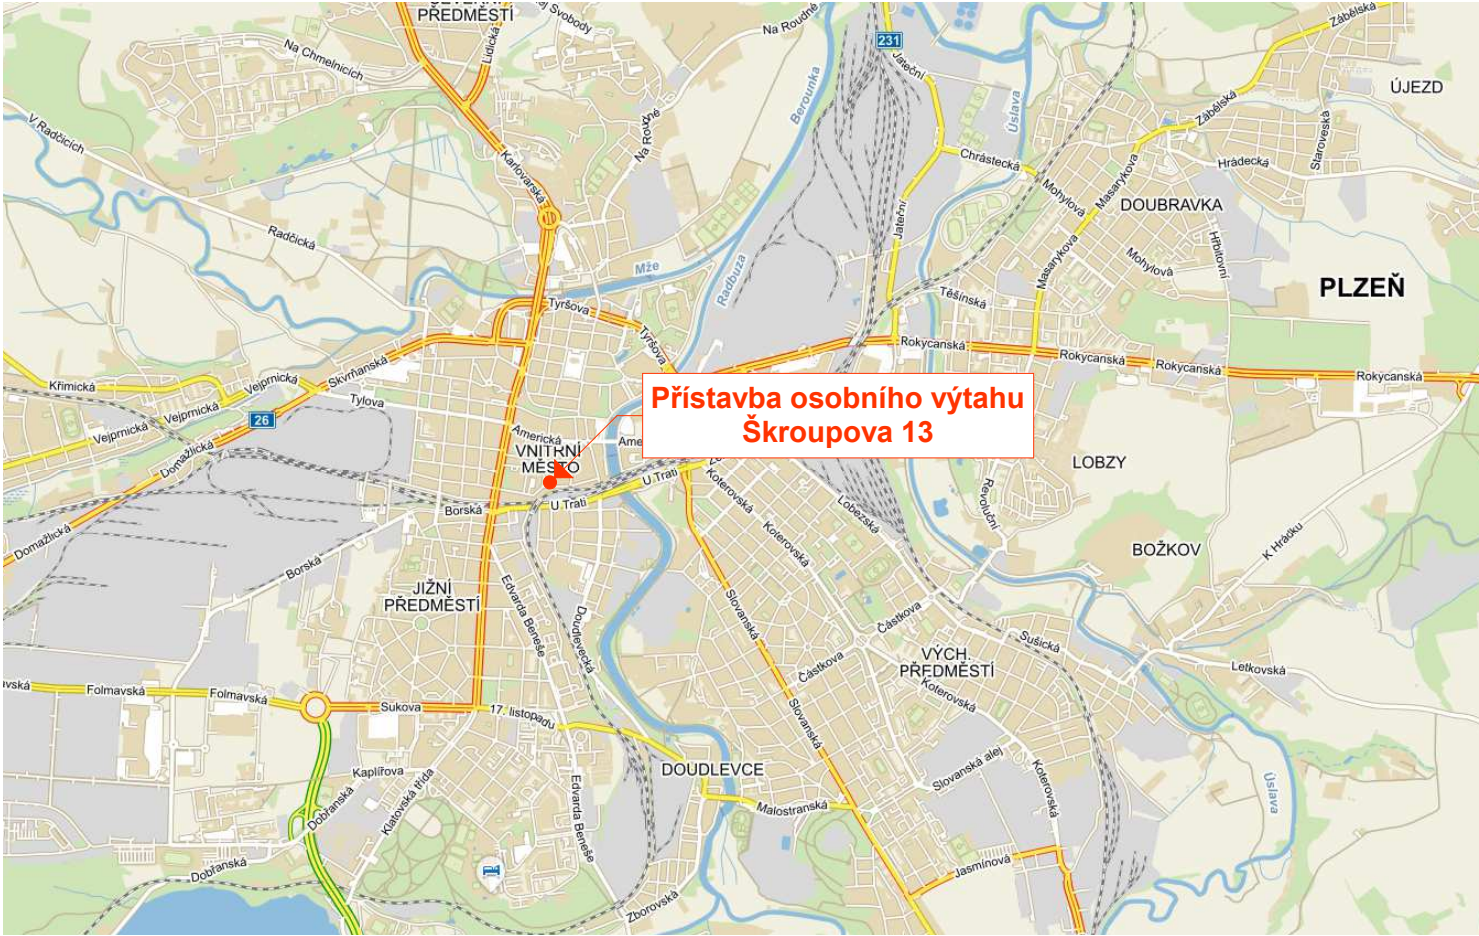 PŘEDMĚSTÍ
Svobody
Na Roudné
Zábělská
231
Lidická
Na Chmelnicích
Jateční
ÚJEZD
Berounka
Úslava
Zábělská
V Radčicích
Na Roudné
Staroveská
Chrástecká
Hrádecká
Karlovarská
Masarykova
Mohylová
DOUBRAVKA
Radčická
Jateční
Hřbitovní
Mohylová
Masarykova
Mže
Radbuza
PLZEŇ
Těšínská
Tyršova
Tyršova
Rokycanská
Rokycanská
Rokycanská
Rokycanská
Skvrňanská
Křimická
Vejprnická
Vejprnická
Vejprnická
Tylova
26
Přístavba osobního výtahu
Škroupova 13
Americká
Ame
VNITŘNÍ
MĚSTO
Domažlická
LOBZY
U Trati
Koterovská
Revoluční
Borská
U Trati
Lobezská
Koterovská
Domažlická
BOŽKOV
K Hrádku
Borská
JIŽNÍ
PŘEDMĚSTÍ
Edvarda Beneše
Doudlevecká
Slovanská
Částkova
Sušická
VÝCH.
PŘEDMĚSTÍ
Částkova
Letkovská
avská
Folmavská
Folmavská
Sukova
17. listopadu
Koterovská
Slovanská
DOUDLEVCE
Slovanská alej
Kaplířova
Koterovská
Úslava
Dobřanská
Klatovská třída
Edvarda Beneše
Malostranská
Dobřanská
Jasmínová
Zborovská